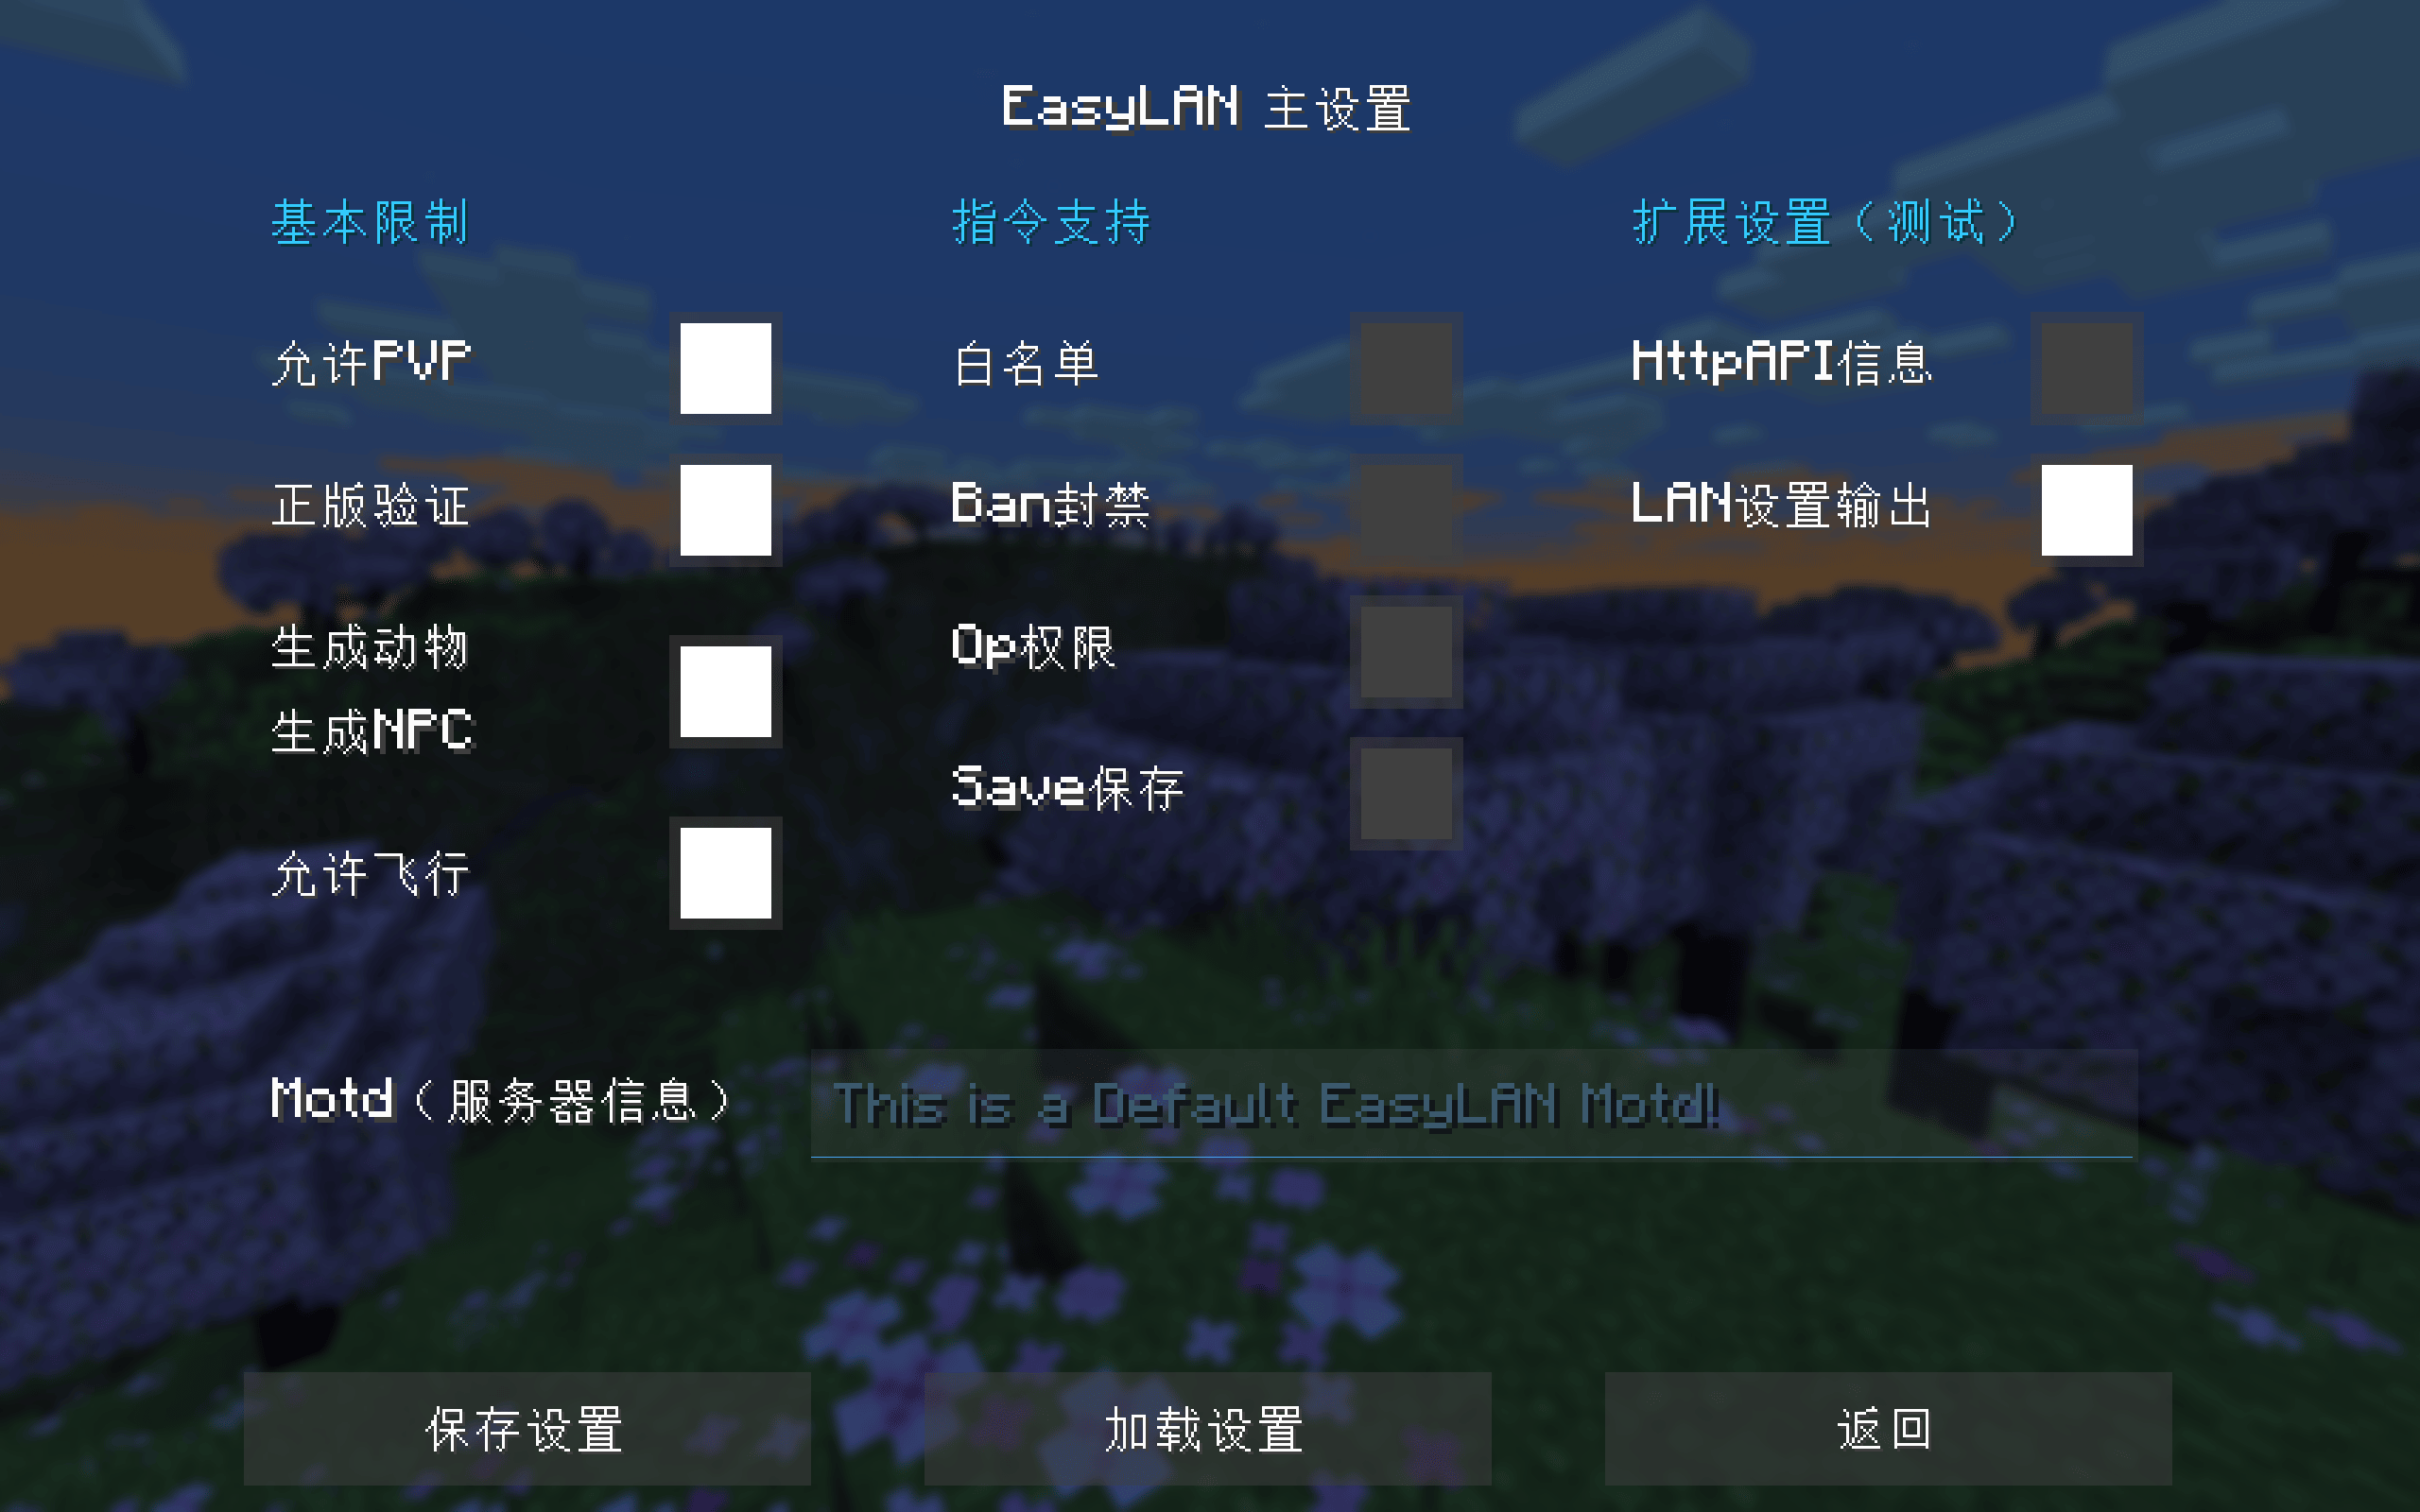 EasyLAN 主设置
基本限制
允许PVP
正版验证
生成动物
生成NPC
允许飞行
指令支持
白名单
Ban封禁
Op权限
Save保存
扩展设置（测试）
HttpAPI信息
LAN设置输出
Motd（服务器信息）
This is a Default EasyLAN Motd!
保存设置
加载设置
返回